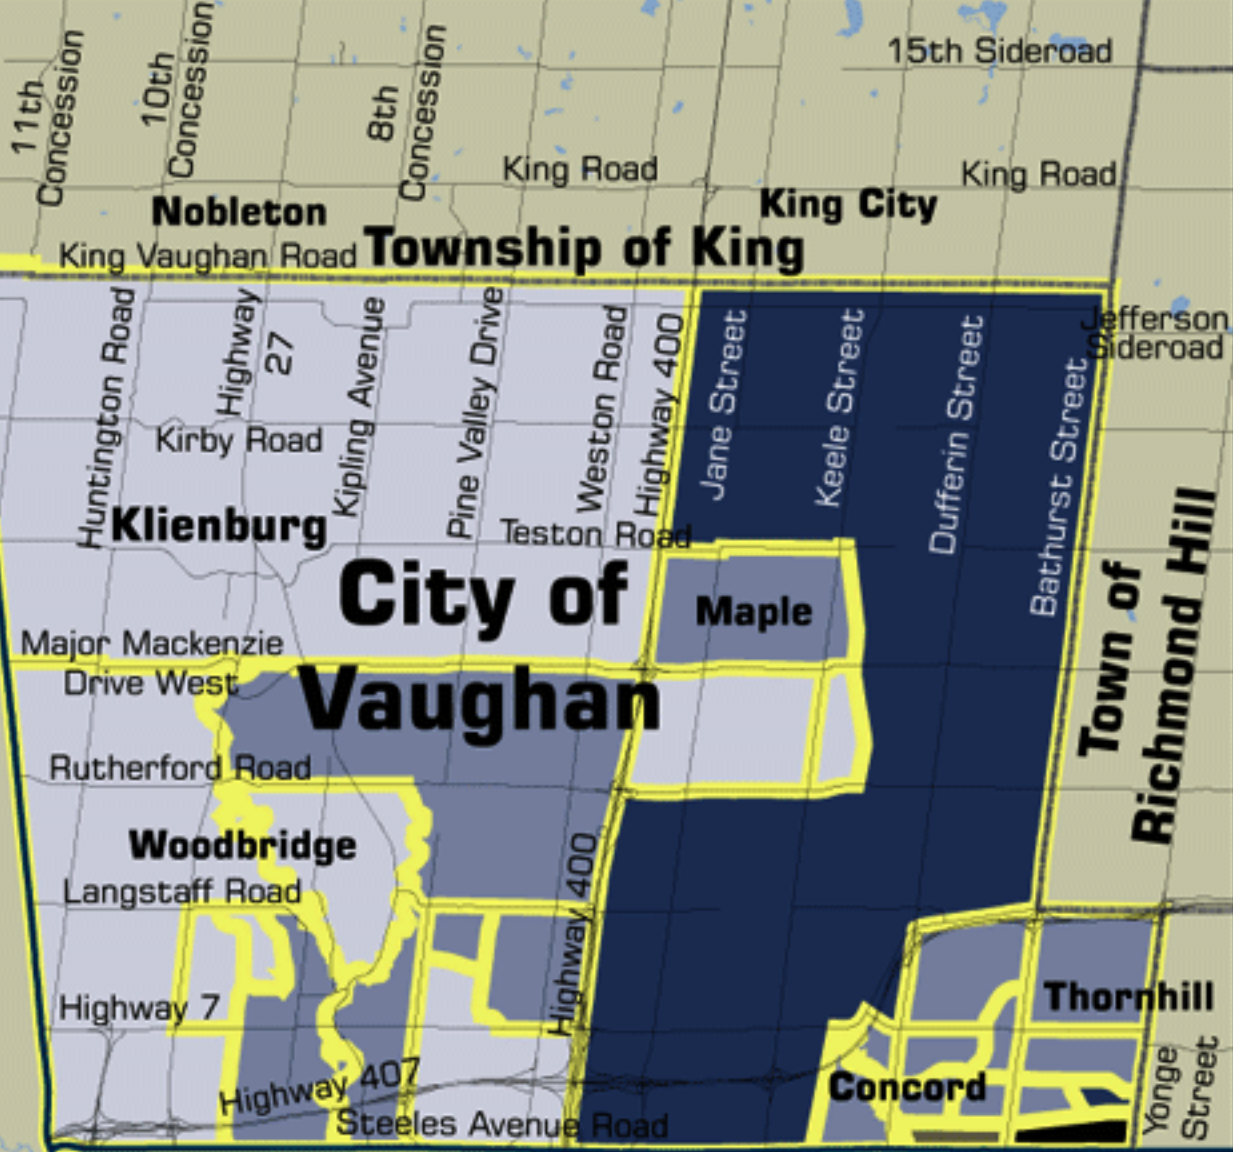 15th Sideroad
11th
Concession
10th
Concession
8th
Concession
King Road
King Road
Nobleton
King City
King Vaughan Road
Township of King
Jefferson
Sideroad
Huntington Road
Highway
27
Kipling Avenue
Pine Valley Drive
Weston Road
Highway 400
Jane Street
Keele Street
Dufferin Street
Bathurst Street
Kirby Road
Klienburg
Teston Road
City of
Vaughan
Maple
Town of
Richmond Hill
Major Mackenzie
Drive West
Rutherford Road
Woodbridge
Langstaff Road
Highway 400
Highway 7
Thornhill
Highway 407
Concord
Steeles Avenue Road
Yonge
Street